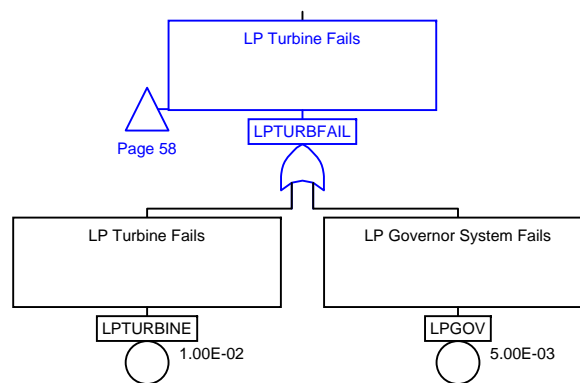 LP Turbine Fails
Page 58
LPTURBFAIL
LP Turbine Fails
LP Governor System Fails
LPTURBINE
1.00E-02
LPGOV
5.00E-03